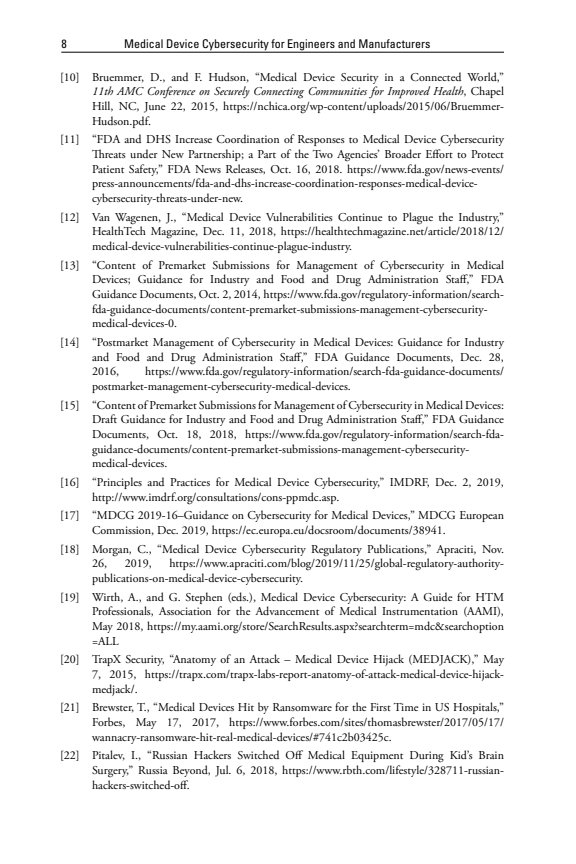 8 Medical Device Cybersecurity for Engineers and Manufacturers
[10] Bruemmer, D., and F. Hudson, “Medical Device Security in a Connected World,”
11th AMC Conference on Securely Connecting Communities for Improved Health, Chapel
Hill, NC, June 22, 2015, https://nchica.org/wp-content/uploads/2015/06/Bruemmer-
Hudson.pdf.
[11] “FDA and DHS Increase Coordination of Responses to Medical Device Cybersecurity
Threats under New Partnership; a Part of the Two Agencies’ Broader Effort to Protect
Patient Safety,” FDA News Releases, Oct. 16, 2018. https://www.fda.gov/news-events/
press-announcements/fda-and-dhs-increase-coordination-responses-medical-device-
cybersecurity-threats-under-new.
[12] Van Wagenen, J., “Medical Device Vulnerabilities Continue to Plague the Industry,”
HealthTech Magazine, Dec. 11, 2018, https://healthtechmagazine.net/article/2018/12/
medical-device-vulnerabilities-continue-plague-industry.
[13] “Content of Premarket Submissions for Management of Cybersecurity in Medical
Devices; Guidance for Industry and Food and Drug Administration Staff,” FDA
Guidance Documents, Oct. 2, 2014, https://www.fda.gov/regulatory-information/search-
fda-guidance-documents/content-premarket-submissions-management-cybersecurity-
medical-devices-0.
[14] “Postmarket Management of Cybersecurity in Medical Devices: Guidance for Industry
and Food and Drug Administration Staff,” FDA Guidance Documents, Dec. 28,
2016, https://www.fda.gov/regulatory-information/search-fda-guidance-documents/
postmarket-management-cybersecurity-medical-devices.
[15] “Content of Premarket Submissions for Management of Cybersecurity in Medical Devices:
Draft Guidance for Industry and Food and Drug Administration Staff,” FDA Guidance
Documents, Oct. 18, 2018, https://www.fda.gov/regulatory-information/search-fda-
guidance-documents/content-premarket-submissions-management-cybersecurity-
medical-devices.
[16] “Principles and Practices for Medical Device Cybersecurity,” IMDRF, Dec. 2, 2019,
http://www.imdrf.org/consultations/cons-ppmdc.asp.
[17] “MDCG 2019-16–Guidance on Cybersecurity for Medical Devices,” MDCG European
Commission, Dec. 2019, https://ec.europa.eu/docsroom/documents/38941.
[18] Morgan, C., “Medical Device Cybersecurity Regulatory Publications,” Apraciti, Nov.
26, 2019, https://www.apraciti.com/blog/2019/11/25/global-regulatory-authority-
publications-on-medical-device-cybersecurity.
[19] Wirth, A., and G. Stephen (eds.), Medical Device Cybersecurity: A Guide for HTM
Professionals, Association for the Advancement of Medical Instrumentation (AAMI),
May 2018, https://my.aami.org/store/SearchResults.aspx?searchterm=mdc&searchoption
=ALL
[20] TrapX Security, “Anatomy of an Attack – Medical Device Hijack (MEDJACK),” May
7, 2015, https://trapx.com/trapx-labs-report-anatomy-of-attack-medical-device-hijack-
medjack/.
[21] Brewster, T., “Medical Devices Hit by Ransomware for the First Time in US Hospitals,”
Forbes, May 17, 2017, https://www.forbes.com/sites/thomasbrewster/2017/05/17/
wannacry-ransomware-hit-real-medical-devices/#741c2b03425c.
[22] Pitalev, I., “Russian Hackers Switched Off Medical Equipment During Kid’s Brain
Surgery,” Russia Beyond, Jul. 6, 2018, https://www.rbth.com/lifestyle/328711-russian-
hackers-switched-off.